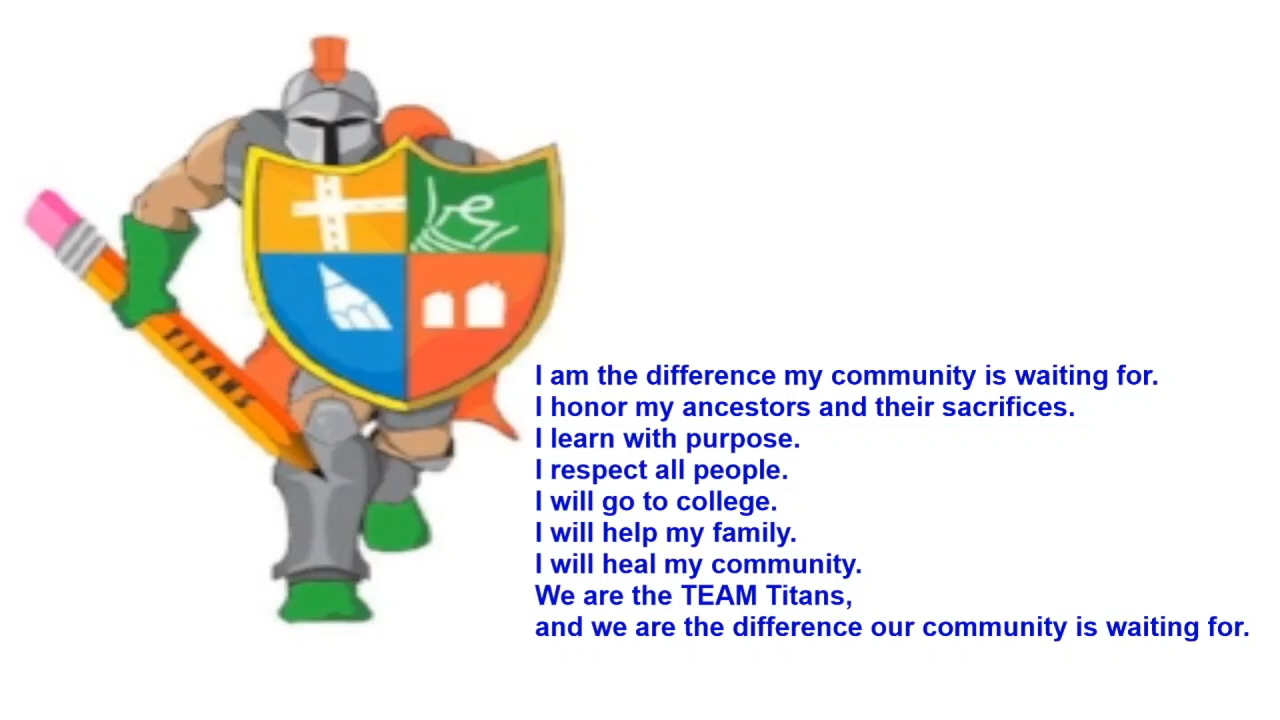 TITANS
I am the difference my community is waiting for.
I honor my ancestors and their sacrifices.
I learn with purpose.
I respect all people.
I will go to college.
I will help my family.
I will heal my community.
We are the TEAM Titans,
and we are the difference our community is waiting for.